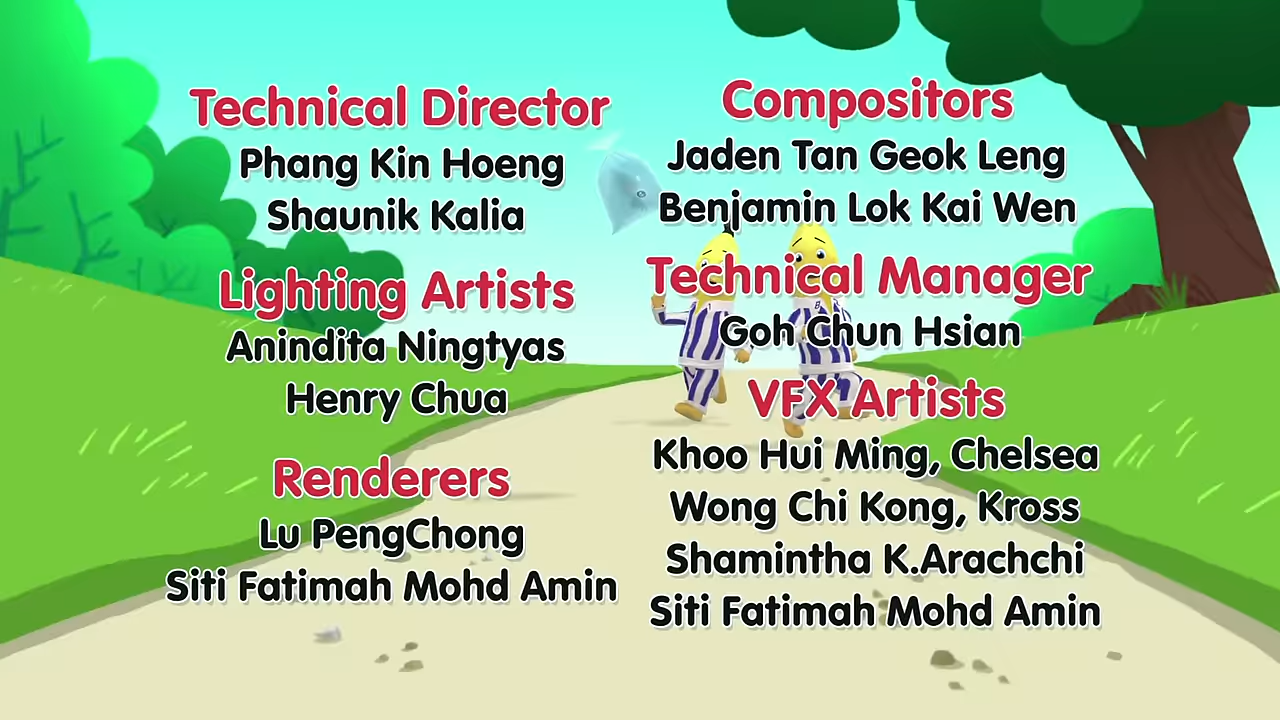 Technical Director
Phang Kin Hoeng
Shaunik Kalia
Lighting Artists
Anindita Ningtyas
Henry Chua
Renderers
Lu PengChong
Siti Fatimah Mohd Amin
Compositors
Jaden Tan Geok Leng
Benjamin Lok Kai Wen
Technical Manager
Goh Chun Hsian
VFX Artists
Khoo Hui Ming, Chelsea
Wong Chi Kong, Kross
Shamintha K.Arachchi
Siti Fatimah Mohd Amin